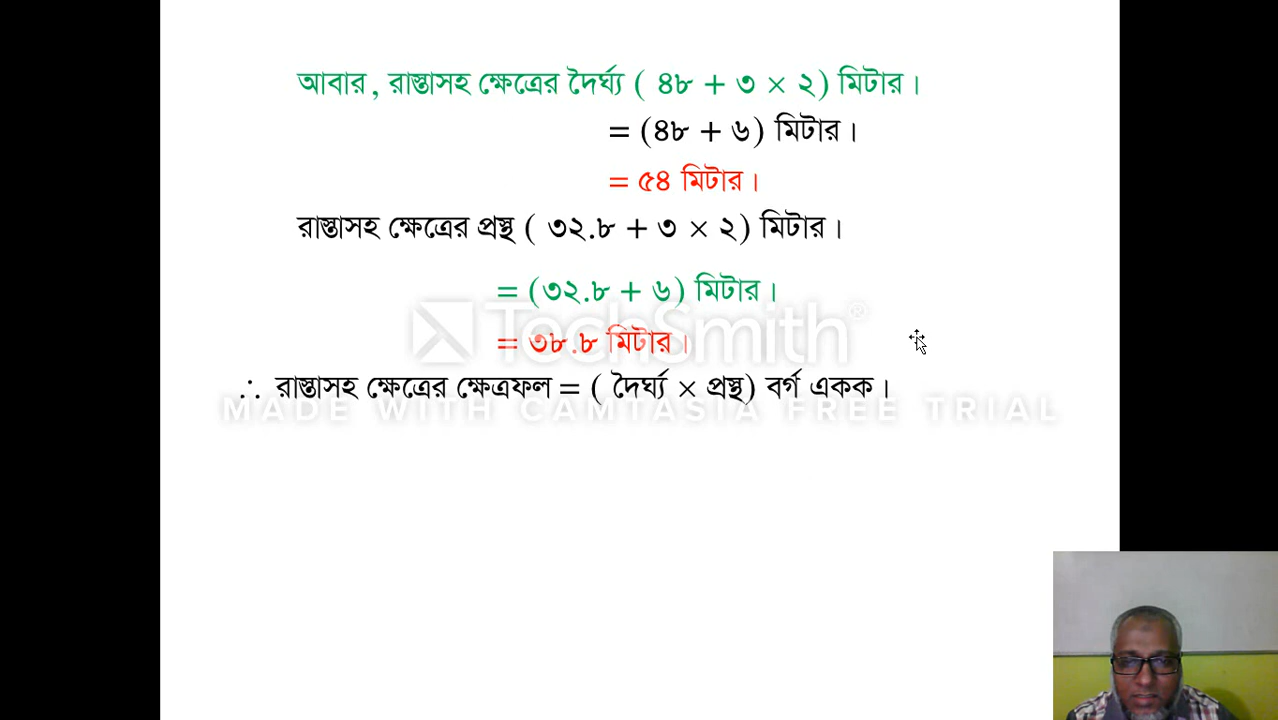 আবার, রাস্তাসহ ক্ষেত্রের দৈর্ঘ্য ( ৪৮ + ৩ × ২) মিটার।
= (৪৮ + ৬) মিটার।
= ৫৪ মিটার।
রাস্তাসহ ক্ষেত্রের প্রস্থ ( ৩২.৮ + ৩ × ২) মিটার।
= (৩২.৮ + ৬) মিটার।
TechSmith®
= ৩৮.৮ মিটার।
∴ রাস্তাসহ ক্ষেত্রের ক্ষেত্রফল = ( দৈর্ঘ্য × প্রস্থ) বর্গ একক।
MADE WITH CAMTASIA FREE TRIAL